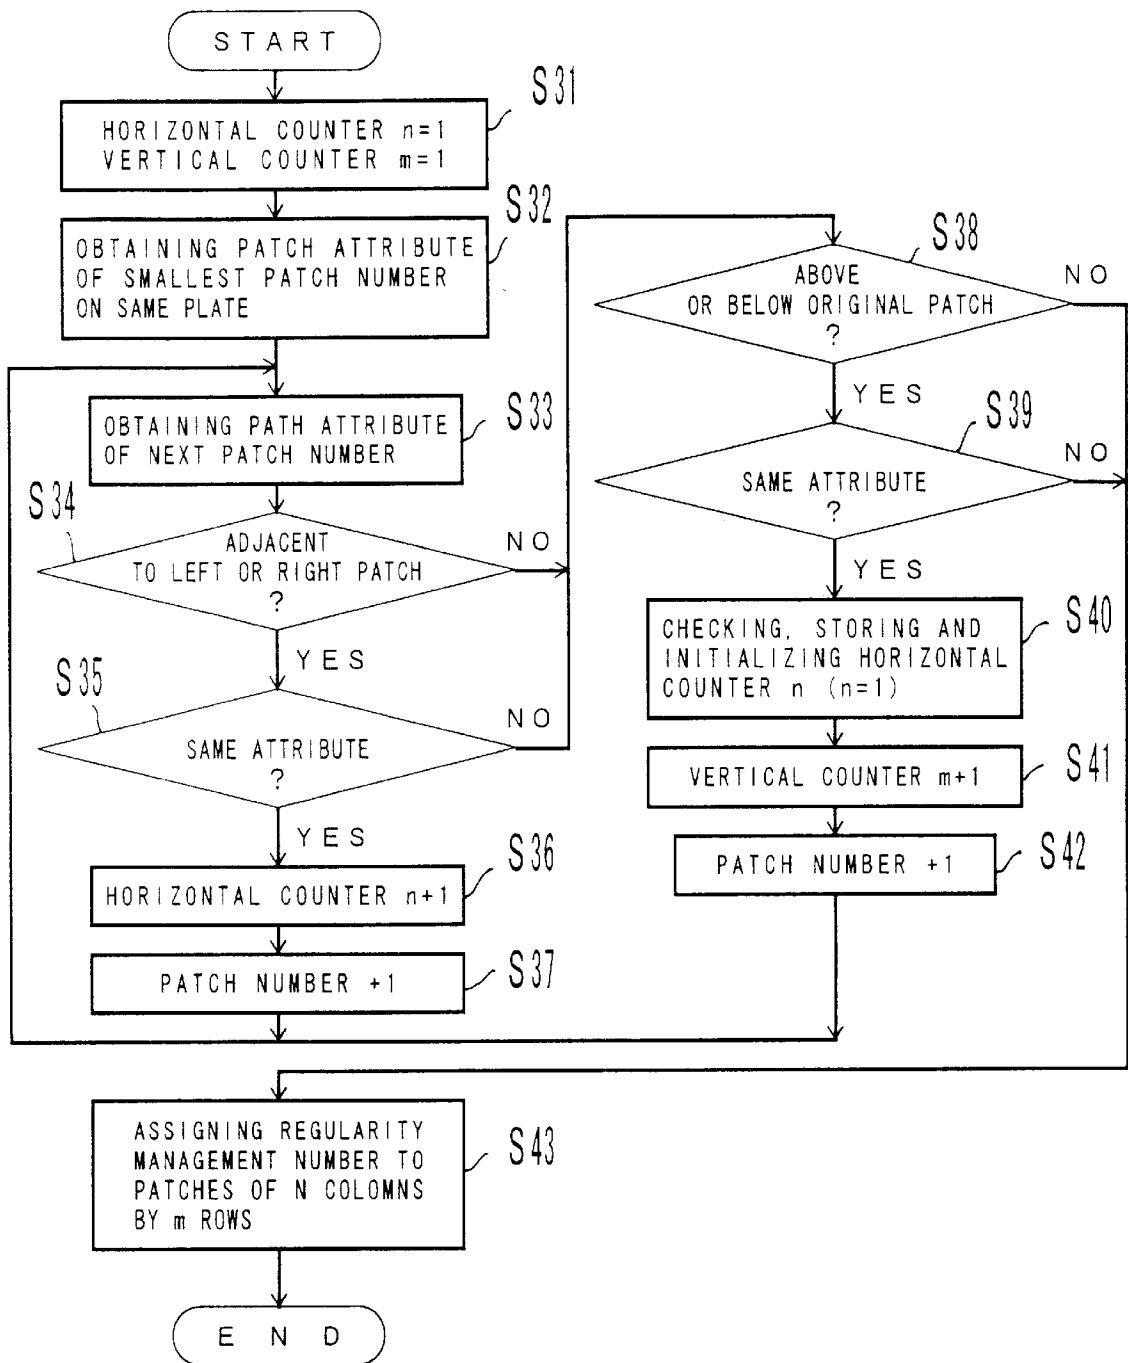 START
S31
HORIZONTAL COUNTER n=1
VERTICAL COUNTER m=1
S32
OBTAINING PATCH ATTRIBUTE
OF SMALLEST PATCH NUMBER
ON SAME PLATE
S33
OBTAINING PATH ATTRIBUTE
OF NEXT PATCH NUMBER
S34
ADJACENT
TO LEFT OR RIGHT PATCH
?
NO
YES
S35
SAME ATTRIBUTE
?
NO
YES
S36
HORIZONTAL COUNTER n+1
S37
PATCH NUMBER +1
S38
ABOVE
OR BELOW ORIGINAL PATCH
?
NO
YES
S39
SAME ATTRIBUTE
?
NO
YES
S40
CHECKING, STORING AND
INITIALIZING HORIZONTAL
COUNTER n (n=1)
S41
VERTICAL COUNTER m+1
S42
PATCH NUMBER +1
S43
ASSIGNING REGULARITY
MANAGEMENT NUMBER TO
PATCHES OF N COLOMNS
BY m ROWS
END